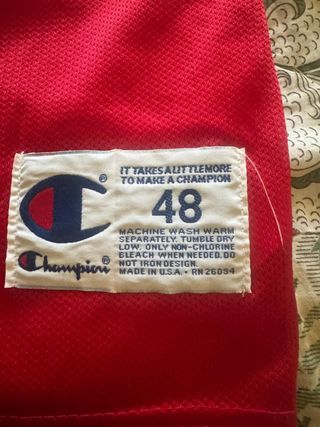 IT TAKES A LITTLE MORE
TO MAKE A CHAMPION
®
48
MACHINE WASH WARM
SEPARATELY. TUMBLE DRY
LOW. ONLY NON-CHLORINE
BLEACH WHEN NEEDED. DO
NOT IRON DESIGN.
MADE IN U.S.A. • RN 26094
Champion®